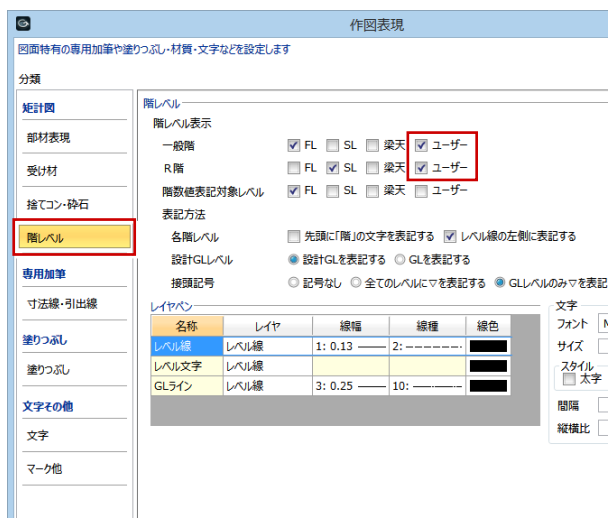 作図表現
図面特有の専用加筆や塗りつぶし・材質・文字などを設定します
分類
矩計図
部材表現
受け材
捨てコン・砕石
階レベル
専用加筆
寸法線・引出線
塗りつぶし
塗りつぶし
文字その他
文字
マーク他
階レベル
階レベル表示
一般階 FL SL 梁天 ユーザー
R階 FL SL 梁天 ユーザー
階数値表記対象レベル FL SL 梁天 ユーザー
表記方法
各階レベル 先頭に「階」の文字を表記する レベル線の左側に表記する
設計GLレベル 設計GLを表記する GLを表記する
接頭記号 記号なし 全てのレベルに▽を表記する GLレベルのみ▽を表記
レイヤペン
名称 レイヤ 線幅 線種 線色
レベル線 レベル線 1: 0.13 2:
レベル文字 レベル線
GLライン レベル線 3: 0.25 10:
文字
フォント
サイズ
スタイル
太字
間隔
縦横比